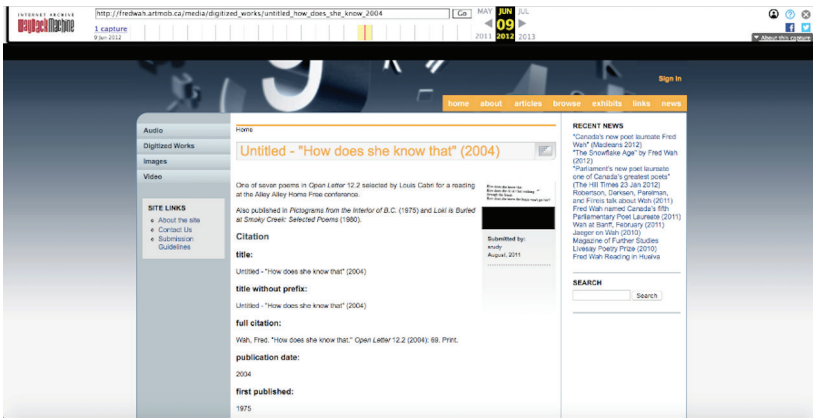 INTERNET ARCHIVE
WayBackMachine
http://fredwah.artmob.ca/media/digitized_works/untitled_how_does_she_know_2004
Go
MAY JUN JUL
09
2011 2012 2013
1 capture
9 Jun 2012
About this capture
Sign in
home about articles browse exhibits links news
Audio
Digitized Works
Images
Video
SITE LINKS
About the site
Contact Us
Submission
Guidelines
Home
Untitled - "How does she know that" (2004)
One of seven poems in Open Letter 12.2 selected by Louis Cabri for a reading
at the Alley Alley Home Free conference.
Also published in Pictograms from the Interior of B.C. (1975) and Loki is Buried
at Smoky Creek: Selected Poems (1980).
Citation
title:
Untitled - "How does she know that" (2004)
title without prefix:
Untitled - "How does she know that" (2004)
full citation:
Wah, Fred. "How does she know that." Open Letter 12.2 (2004): 69. Print.
publication date:
2004
first published:
1975
How does she know that
Submitted by:
August, 2011
RECENT NEWS
"Canada's new poet laureate Fred
Wah" (Macleans 2012)
"The Snowflake Age" by Fred Wah
(2012)
"Parliament's new poet laureate
one of Canada's greatest poets"
(The Hill Times 23 Jan 2012)
Robertson, Derksen, Perelman,
and Filreis talk about Wah (2011)
Fred Wah named Canada's fifth
Parliamentary Poet Laureate (2011)
Wah at Banff, February (2011)
Jaeger on Wah (2010)
Magazine of Further Studies
Livesay Poetry Prize (2010)
Fred Wah Reading in Huelva
SEARCH
Search